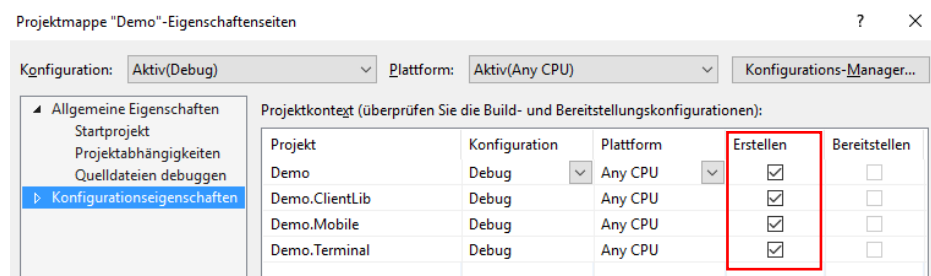 Projektmappe "Demo"-Eigenschaftenseiten ? ×
Konfiguration: Aktiv(Debug) Plattform: Aktiv(Any CPU) Konfigurations-Manager...
Allgemeine Eigenschaften
Startprojekt
Projektabhängigkeiten
Quelldateien debuggen
Konfigurationseigenschaften
Projektkontext (überprüfen Sie die Build- und Bereitstellungskonfigurationen):
Projekt Konfiguration Plattform Erstellen Bereitstellen
Demo Debug Any CPU
Demo.ClientLib Debug Any CPU
Demo.Mobile Debug Any CPU
Demo.Terminal Debug Any CPU